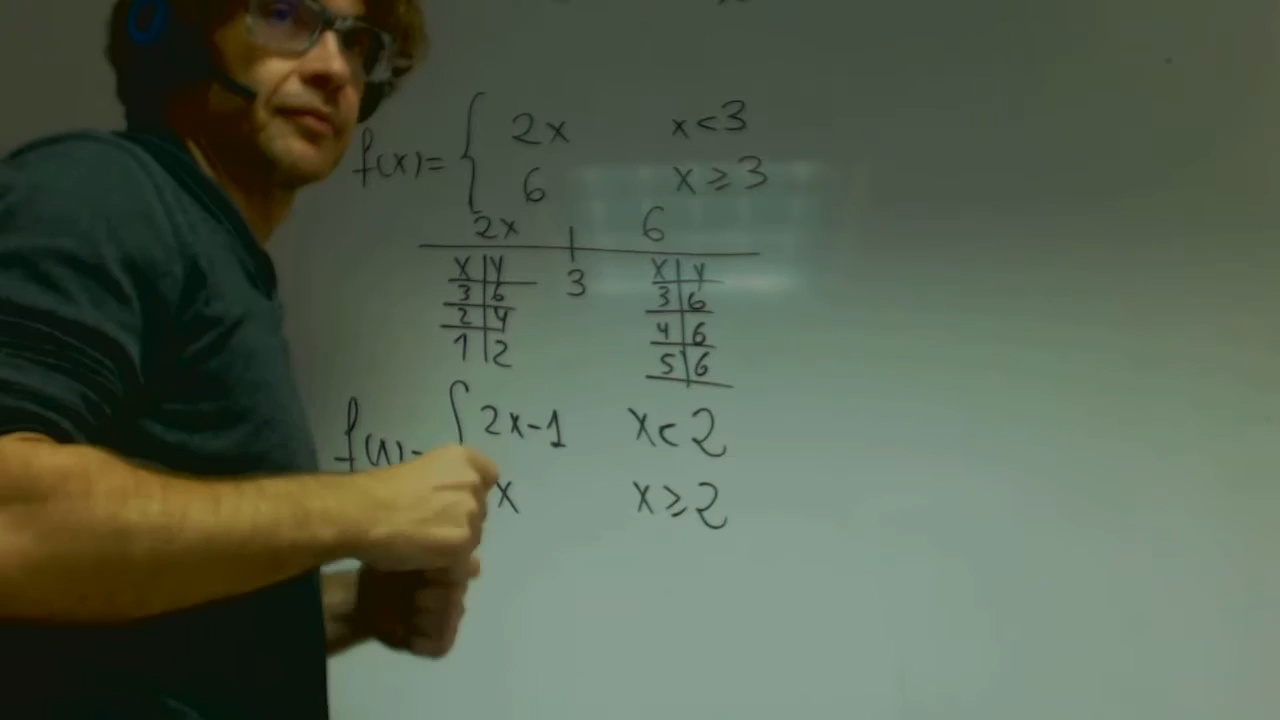 f(x)= { 2x x<3
6 x≥3
2x | 6
3
x | y
3 | 6
2 | 4
1 | 2
x | y
3 | 6
4 | 6
5 | 6
f(x)= { 2x-1 x<2
x x≥2